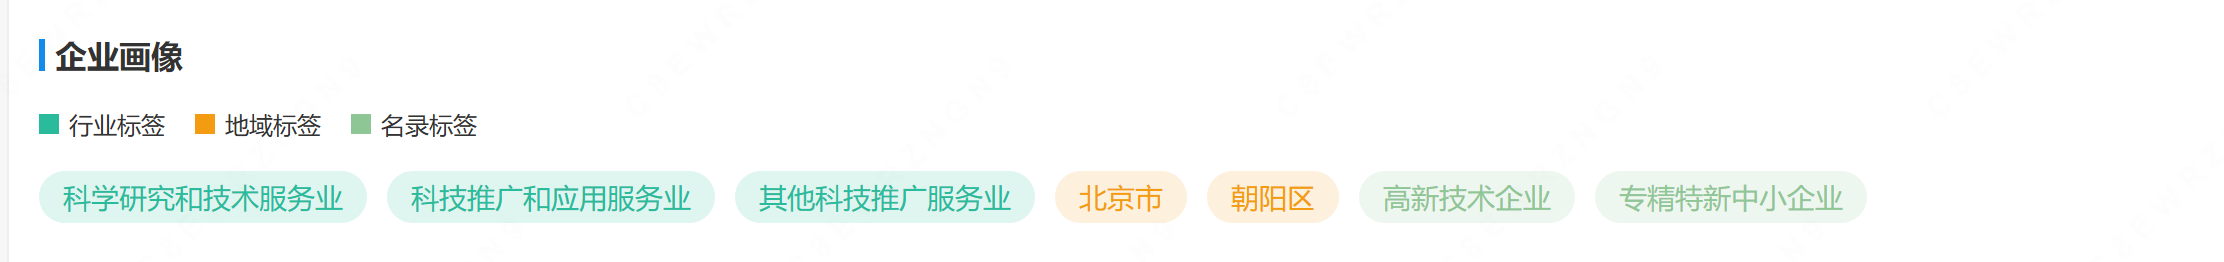 企业画像
行业标签 地域标签 名录标签
科学研究和技术服务业 科技推广和应用服务业 其他科技推广服务业 北京市 朝阳区 高新技术企业 专精特新中小企业